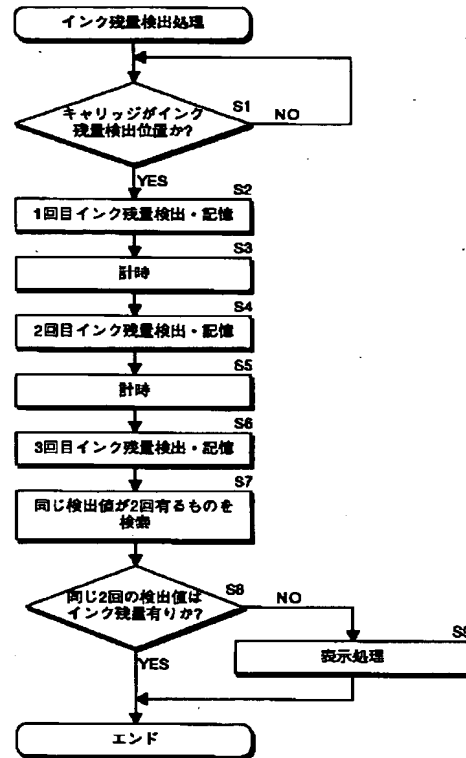 インク残量検出処理
S1
キャリッジがインク
残量検出位置か?
NO
YES
S2
1回目インク残量検出・記憶
S3
計時
S4
2回目インク残量検出・記憶
S5
計時
S6
3回目インク残量検出・記憶
S7
同じ検出値が2回有るものを
検索
S8
同じ2回の検出値は
インク残量有りか?
NO
S9
表示処理
YES
エンド